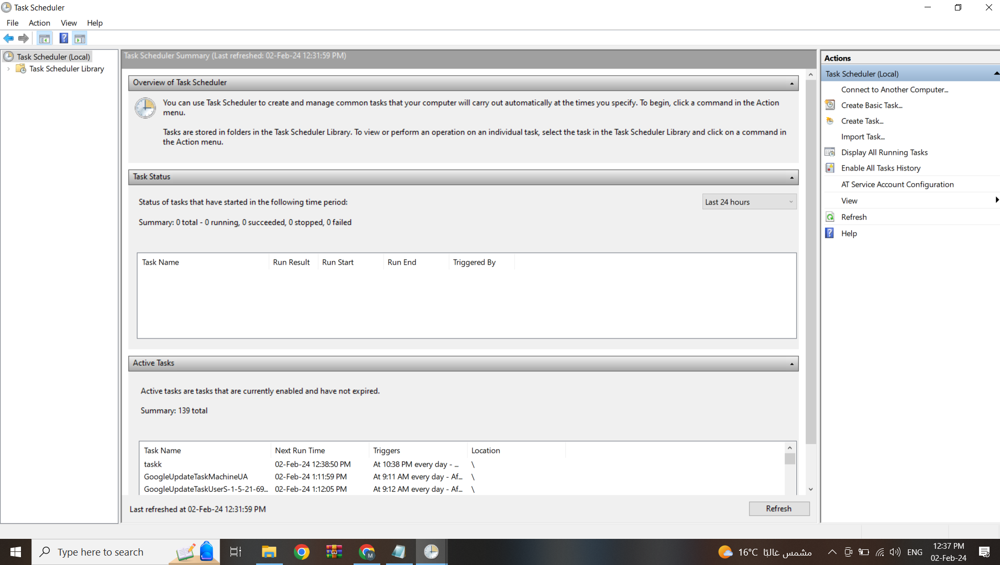 Task Scheduler
File Action View Help
Task Scheduler (Local)
Task Scheduler Library
Task Scheduler Summary (Last refreshed: 02-Feb-24 12:31:59 PM)
Overview of Task Scheduler
You can use Task Scheduler to create and manage common tasks that your computer will carry out automatically at the times you specify. To begin, click a command in the Action
menu.
Tasks are stored in folders in the Task Scheduler Library. To view or perform an operation on an individual task, select the task in the Task Scheduler Library and click on a command in
the Action menu.
Task Status
Status of tasks that have started in the following time period:
Last 24 hours
Summary: 0 total - 0 running, 0 succeeded, 0 stopped, 0 failed
Task Name Run Result Run Start Run End Triggered By
Active Tasks
Active tasks are tasks that are currently enabled and have not expired.
Summary: 139 total
Task Name Next Run Time Triggers Location
taskk 02-Feb-24 12:38:50 PM At 10:38 PM every day - ... \
GoogleUpdateTaskMachineUA 02-Feb-24 1:11:59 PM At 9:11 AM every day - Af... \
GoogleUpdateTaskUserS-1-5-21-69... 02-Feb-24 1:12:05 PM At 9:12 AM every day - Af... \
Last refreshed at 02-Feb-24 12:31:59 PM
Refresh
Actions
Task Scheduler (Local)
Connect to Another Computer...
Create Basic Task...
Create Task...
Import Task...
Display All Running Tasks
Enable All Tasks History
AT Service Account Configuration
View
Refresh
Help
Type here to search
16°C مشمس غالبًا
ENG
12:37 PM
02-Feb-24